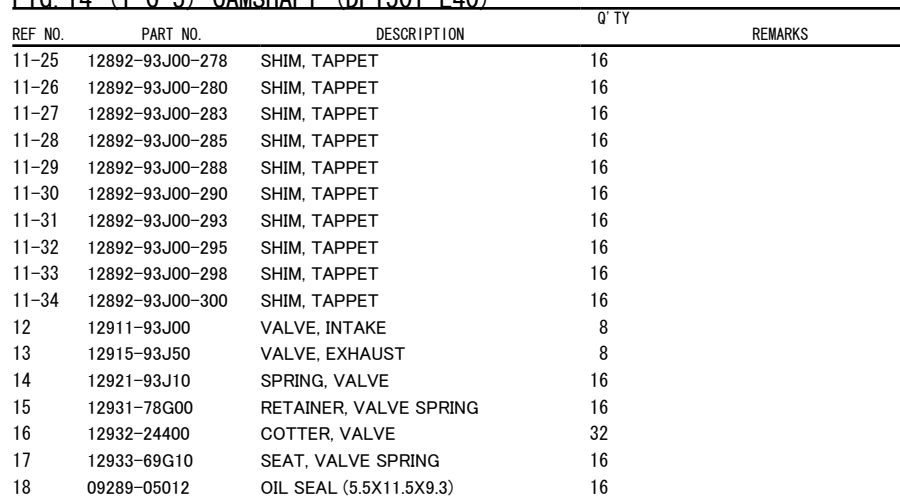 Q'TY
REF NO. PART NO. DESCRIPTION REMARKS
11-25 12892-93J00-278 SHIM, TAPPET 16
11-26 12892-93J00-280 SHIM, TAPPET 16
11-27 12892-93J00-283 SHIM, TAPPET 16
11-28 12892-93J00-285 SHIM, TAPPET 16
11-29 12892-93J00-288 SHIM, TAPPET 16
11-30 12892-93J00-290 SHIM, TAPPET 16
11-31 12892-93J00-293 SHIM, TAPPET 16
11-32 12892-93J00-295 SHIM, TAPPET 16
11-33 12892-93J00-298 SHIM, TAPPET 16
11-34 12892-93J00-300 SHIM, TAPPET 16
12 12911-93J00 VALVE, INTAKE 8
13 12915-93J50 VALVE, EXHAUST 8
14 12921-93J10 SPRING, VALVE 16
15 12931-78G00 RETAINER, VALVE SPRING 16
16 12932-24400 COTTER, VALVE 32
17 12933-69G10 SEAT, VALVE SPRING 16
18 09289-05012 OIL SEAL (5.5X11.5X9.3) 16